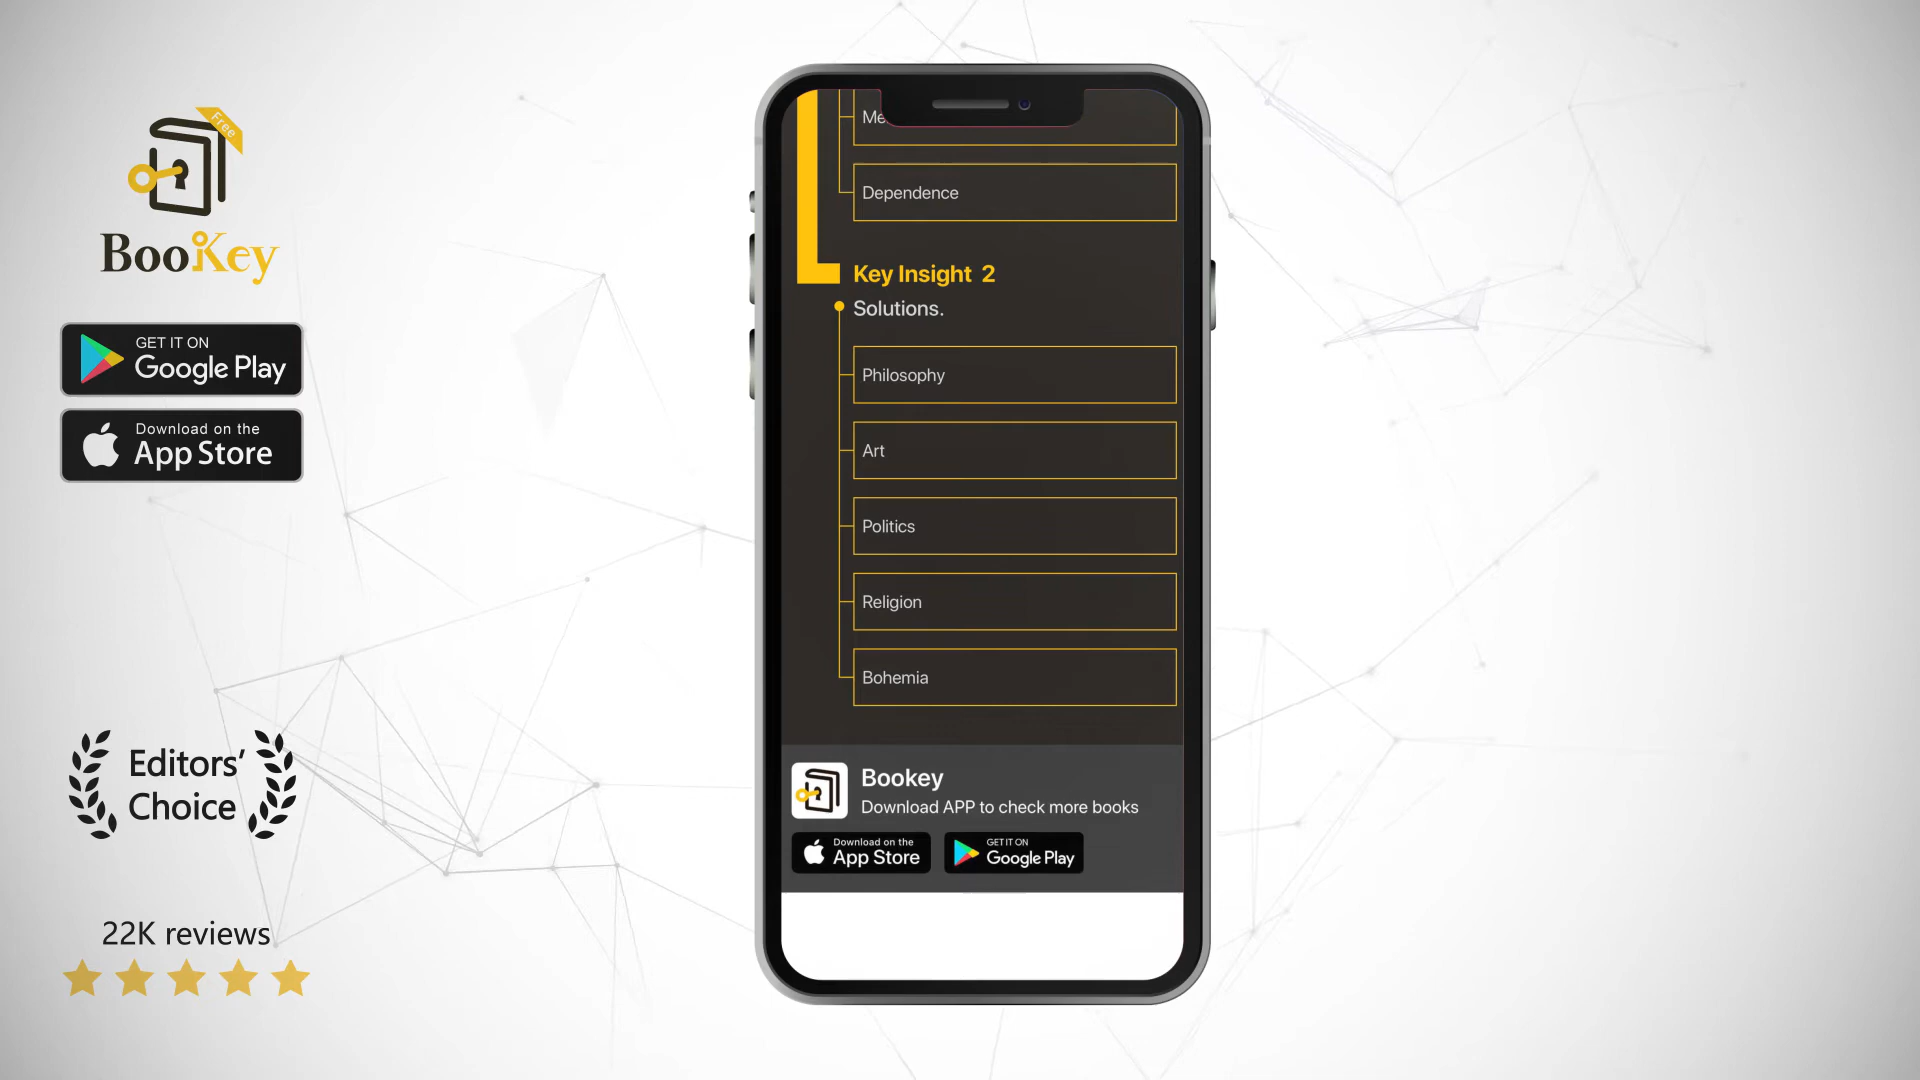 Free
BooKey
GET IT ON
Google Play
Download on the
App Store
Editors'
Choice
22K reviews
Dependence
Key Insight 2
Solutions.
Philosophy
Art
Politics
Religion
Bohemia
Bookey
Download APP to check more books
Download on the
App Store
GET IT ON
Google Play